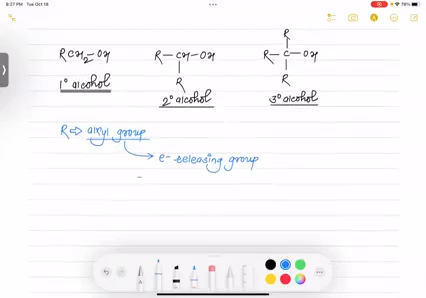 8:27 PM Tue Oct 18
76%
RCH2-OH
R-CH-OH
R
R
R-C-OH
R
1° alcohol
2° alcohol
3° alcohol
R ⇨ alkyl group
e- releasing group